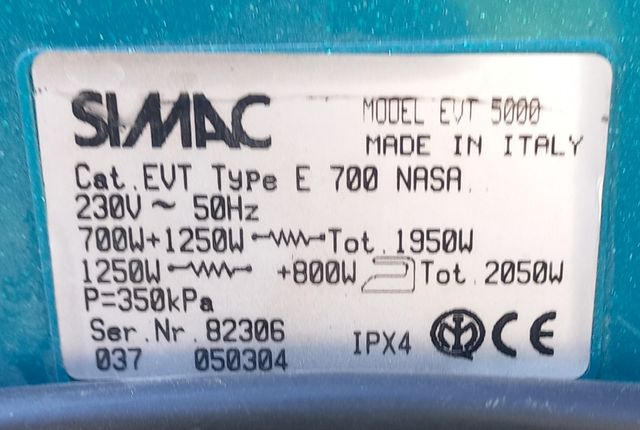 SIMAC MODEL EVT 5000
MADE IN ITALY
Cat.EVT Type E 700 NASA
230V ~ 50Hz
700W+1250W Tot.1950W
1250W +800W Tot.2050W
P=350kPa
Ser.Nr.82306
037 050304 IPX4 CE